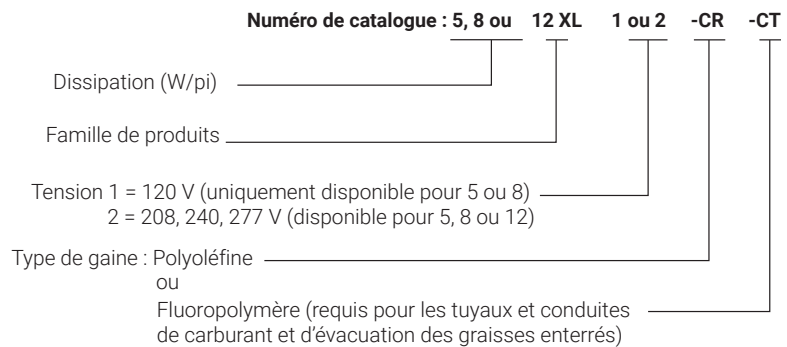 Numéro de catalogue : 5, 8 ou 12 XL 1 ou 2 -CR -CT
Dissipation (W/pi)
Famille de produits
Tension 1 = 120 V (uniquement disponible pour 5 ou 8)
2 = 208, 240, 277 V (disponible pour 5, 8 ou 12)
Type de gaine : Polyoléfine
ou
Fluoropolymère (requis pour les tuyaux et conduites
de carburant et d’évacuation des graisses enterrés)